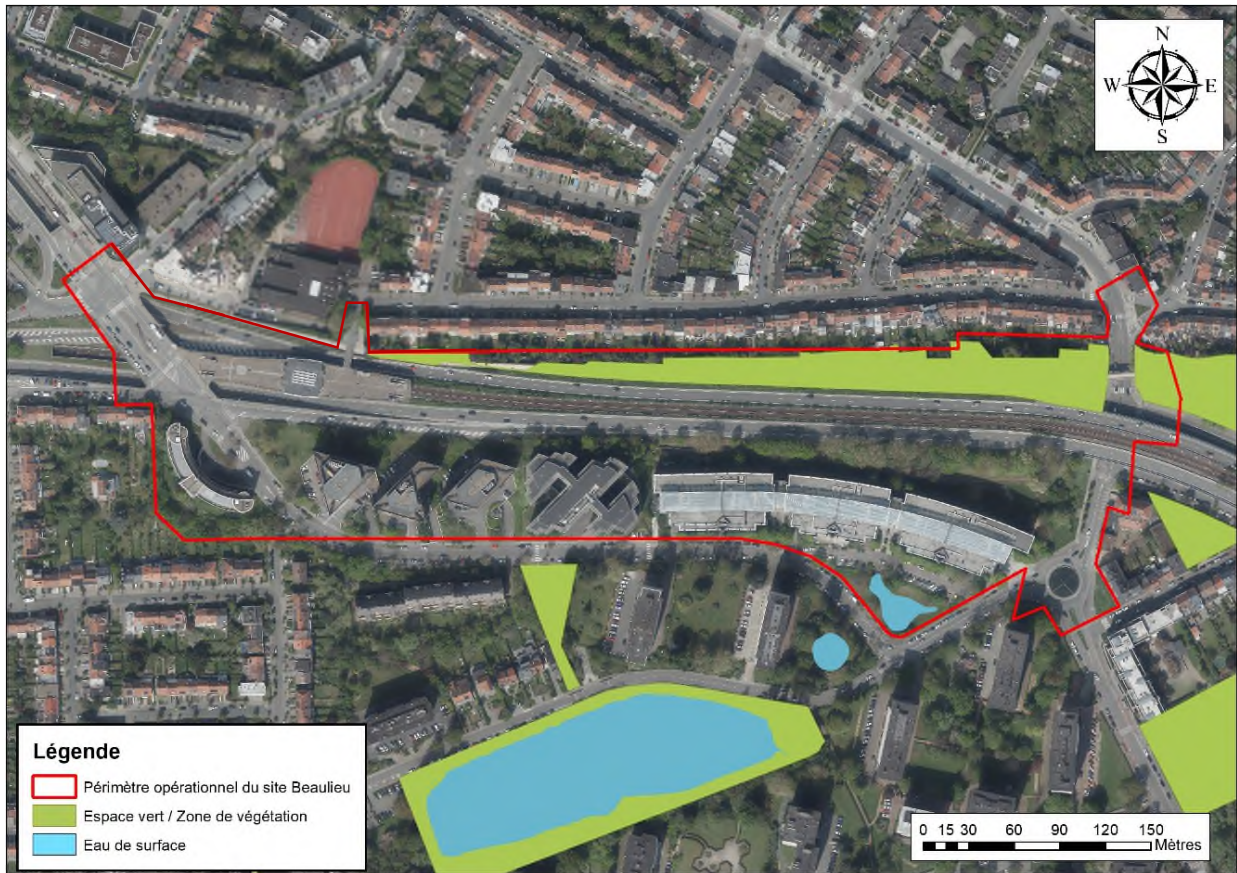 N
W E
S
Légende
Périmètre opérationnel du site Beaulieu
Espace vert / Zone de végétation
Eau de surface
0 15 30 60 90 120 150
Mètres